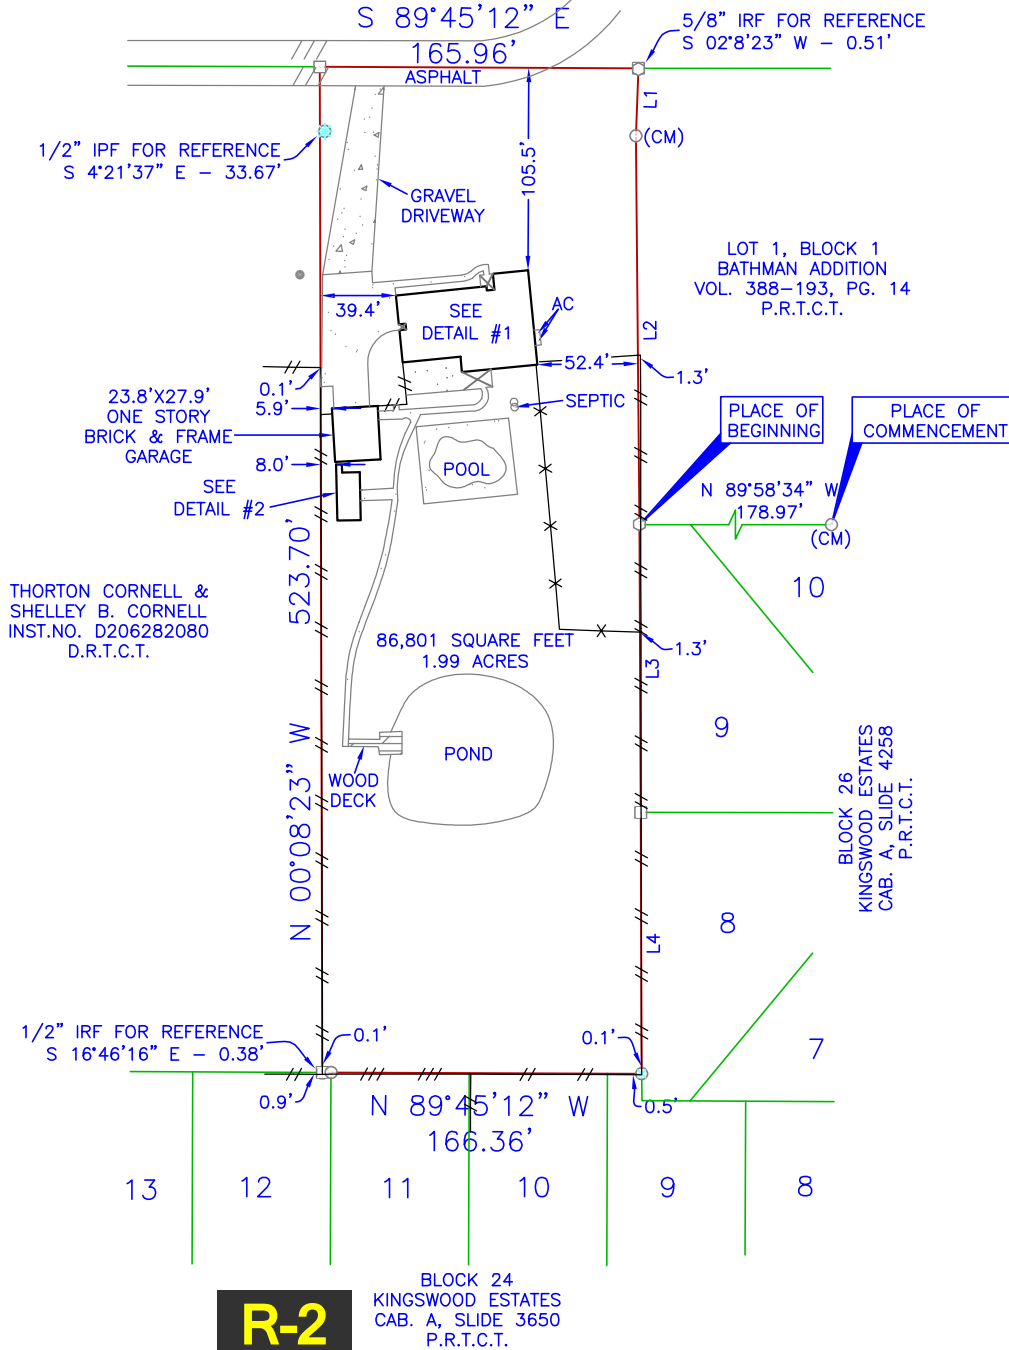 S 89°45'12" E
165.96'
ASPHALT
5/8" IRF FOR REFERENCE
S 02°8'23" W – 0.51'
L1
(CM)
1/2" IPF FOR REFERENCE
S 4°21'37" E – 33.67'
105.5'
GRAVEL
DRIVEWAY
LOT 1, BLOCK 1
BATHMAN ADDITION
VOL. 388–193, PG. 14
P.R.T.C.T.
39.4'
SEE
DETAIL #1
AC
L2
52.4'
1.3'
0.1'
5.9'
23.8'X27.9'
ONE STORY
BRICK & FRAME
GARAGE
SEPTIC
PLACE OF
BEGINNING
PLACE OF
COMMENCEMENT
8.0'
POOL
SEE
DETAIL #2
N 89°58'34" W
178.97'
(CM)
523.70'
N 00°08'23" W
THORTON CORNELL &
SHELLEY B. CORNELL
INST.NO. D206282080
D.R.T.C.T.
10
86,801 SQUARE FEET
1.99 ACRES
1.3'
L3
9
POND
WOOD
DECK
BLOCK 26
KINGSWOOD ESTATES
CAB. A, SLIDE 4258
P.R.T.C.T.
8
L4
1/2" IRF FOR REFERENCE
S 16°46'16" E – 0.38'
0.1'
0.1'
7
0.9'
0.5'
N 89°45'12" W
166.36'
13
12
11
10
9
8
BLOCK 24
KINGSWOOD ESTATES
CAB. A, SLIDE 3650
P.R.T.C.T.
R-2